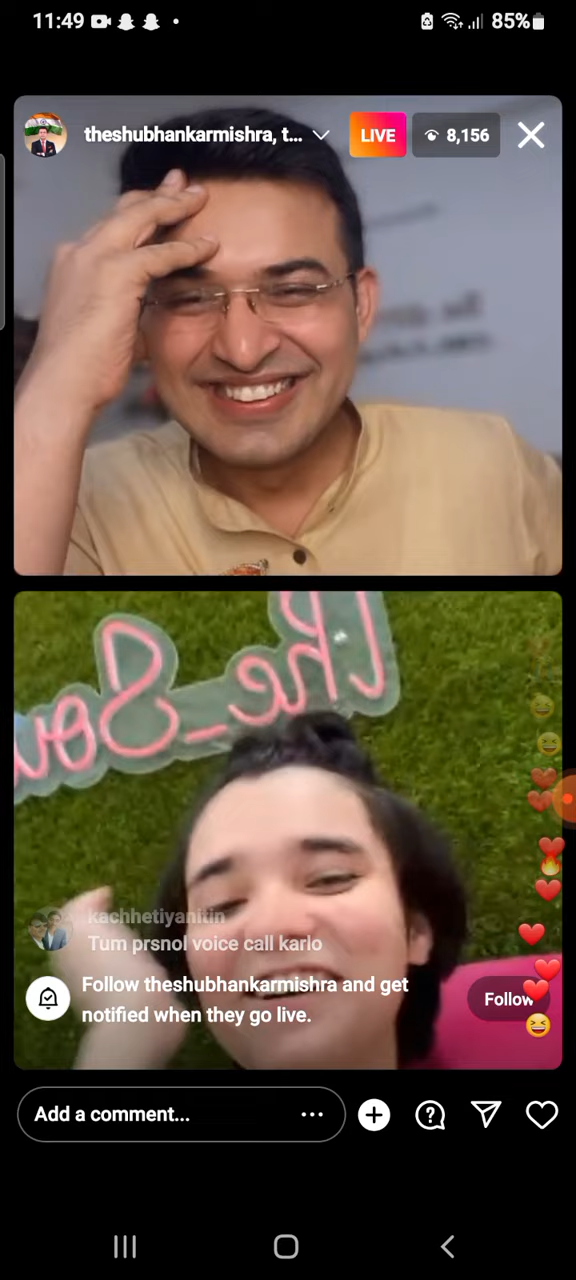 11:49
85%
theshubhankarmishra, t...
LIVE
8,156
The_Sou
kachhetiyanitin
Tum prsnol voice call karlo
Follow theshubhankarmishra and get
notified when they go live.
Follow
Add a comment...